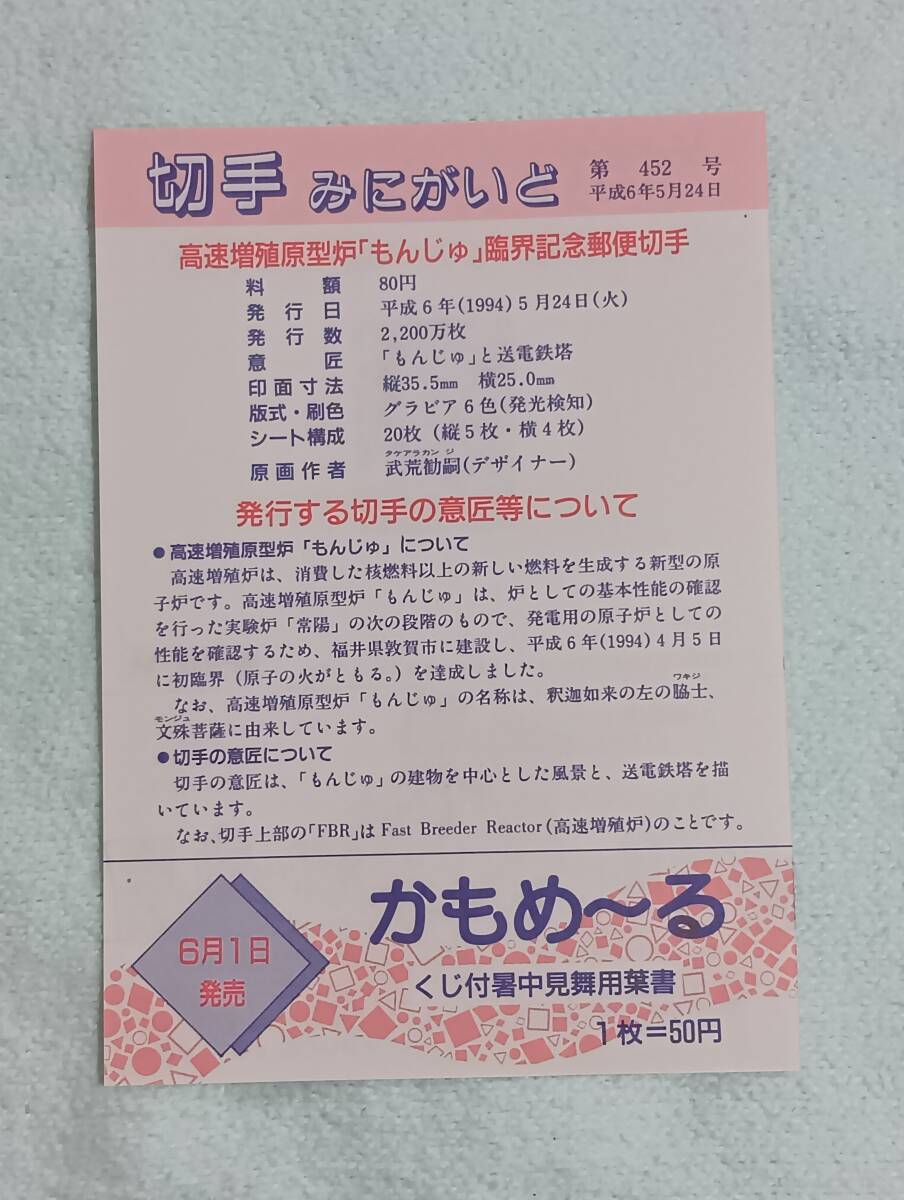 切手 みにがいど 第 452 号
平成6年5月24日
高速増殖原型炉「もんじゅ」臨界記念郵便切手
料額 80円
発行日 平成6年(1994)5月24日(火)
発行数 2,200万枚
意匠 「もんじゅ」と送電鉄塔
印面寸法 縦35.5mm 横25.0mm
版式・刷色 グラビア6色(発光検知)
シート構成 20枚(縦5枚・横4枚)
タケアラカンジ
原画作者 武荒勧嗣(デザイナー)
発行する切手の意匠等について
●高速増殖原型炉「もんじゅ」について
高速増殖炉は、消費した核燃料以上の新しい燃料を生成する新型の原
子炉です。高速増殖原型炉「もんじゅ」は、炉としての基本性能の確認
を行った実験炉「常陽」の次の段階のもので、発電用の原子炉としての
性能を確認するため、福井県敦賀市に建設し、平成6年(1994)4月5日
に初臨界(原子の火がともる。)を達成しました。
ワキジ
なお、高速増殖原型炉「もんじゅ」の名称は、釈迦如来の左の脇士、
モンジュ
文殊菩薩に由来しています。
●切手の意匠について
切手の意匠は、「もんじゅ」の建物を中心とした風景と、送電鉄塔を描
いています。
なお、切手上部の「FBR」はFast Breeder Reactor(高速増殖炉)のことです。
かもめ〜る
6月1日
発売
くじ付暑中見舞用葉書
1枚=50円